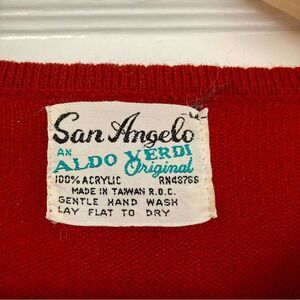 San Angelo
AN
ALDO VERDI
Original
100% ACRYLIC RN48766
MADE IN TAIWAN R.O.C.
GENTLE HAND WASH
LAY FLAT TO DRY